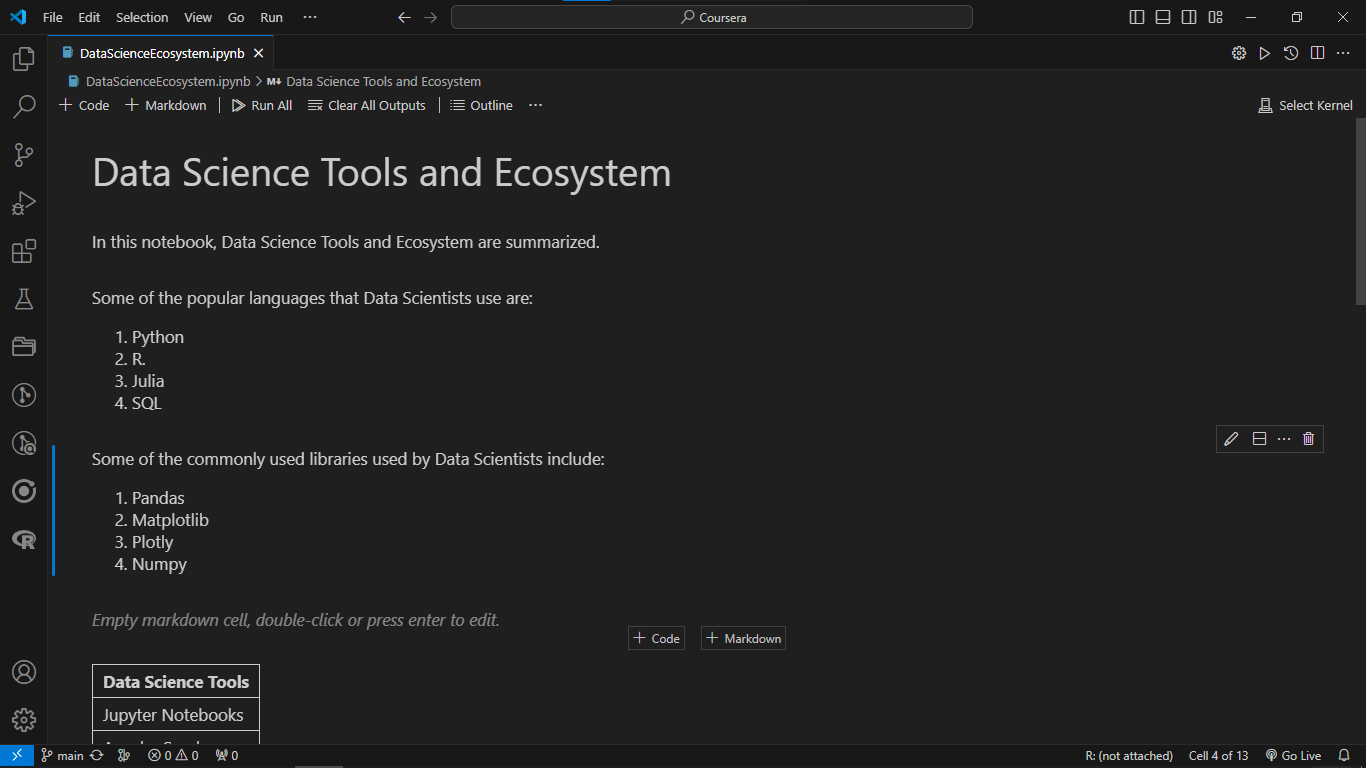 File Edit Selection View Go Run ···
Coursera
DataScienceEcosystem.ipynb
DataScienceEcosystem.ipynb > M↓ Data Science Tools and Ecosystem
+ Code + Markdown | Run All Clear All Outputs | Outline ···
Select Kernel
Data Science Tools and Ecosystem
In this notebook, Data Science Tools and Ecosystem are summarized.
Some of the popular languages that Data Scientists use are:
1. Python
2. R.
3. Julia
4. SQL
Some of the commonly used libraries used by Data Scientists include:
1. Pandas
2. Matplotlib
3. Plotly
4. Numpy
Empty markdown cell, double-click or press enter to edit.
+ Code + Markdown
Data Science Tools
Jupyter Notebooks
main 0 0 0 R: (not attached) Cell 4 of 13 Go Live